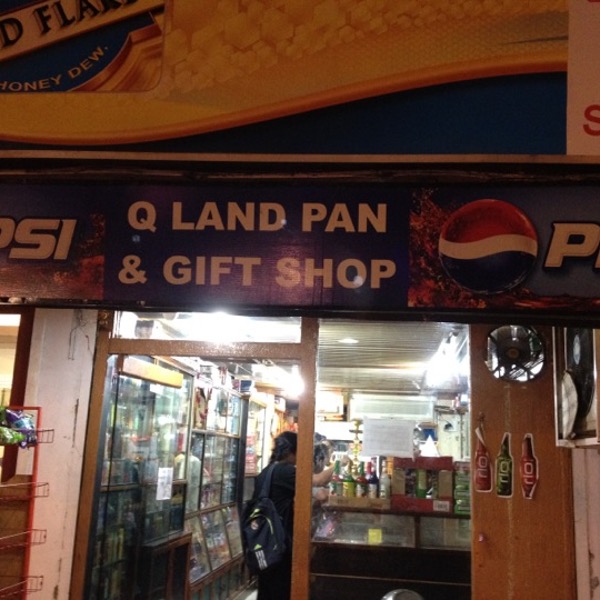 D FLAK
HONEY DEW.
S
PSI
Q LAND PAN
& GIFT SHOP
P